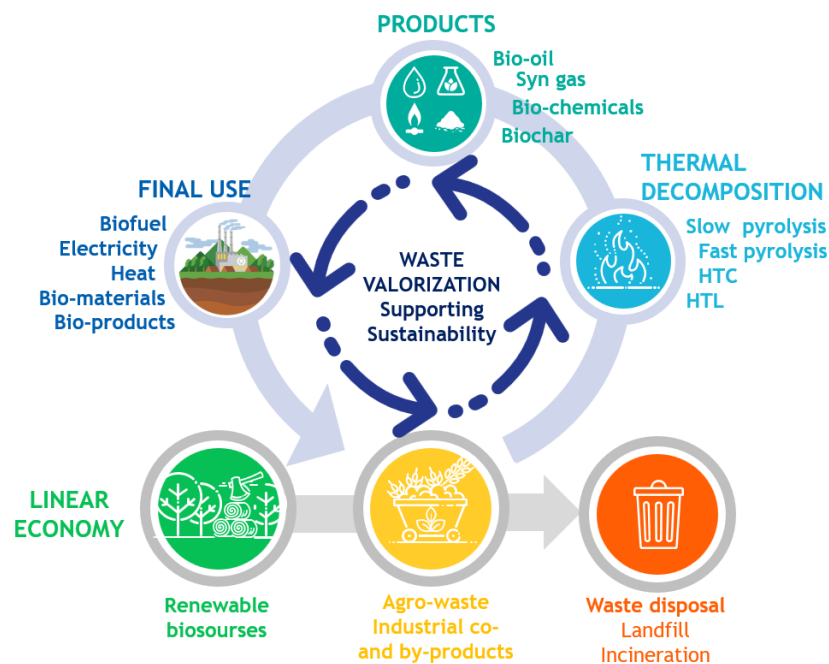 PRODUCTS
Bio-oil
Syn gas
Bio-chemicals
Biochar
THERMAL
DECOMPOSITION
Slow pyrolysis
Fast pyrolysis
HTC
HTL
FINAL USE
Biofuel
Electricity
Heat
Bio-materials
Bio-products
WASTE
VALORIZATION
Supporting
Sustainability
LINEAR
ECONOMY
Renewable
biosourses
Agro-waste
Industrial co-
and by-products
Waste disposal
Landfill
Incineration